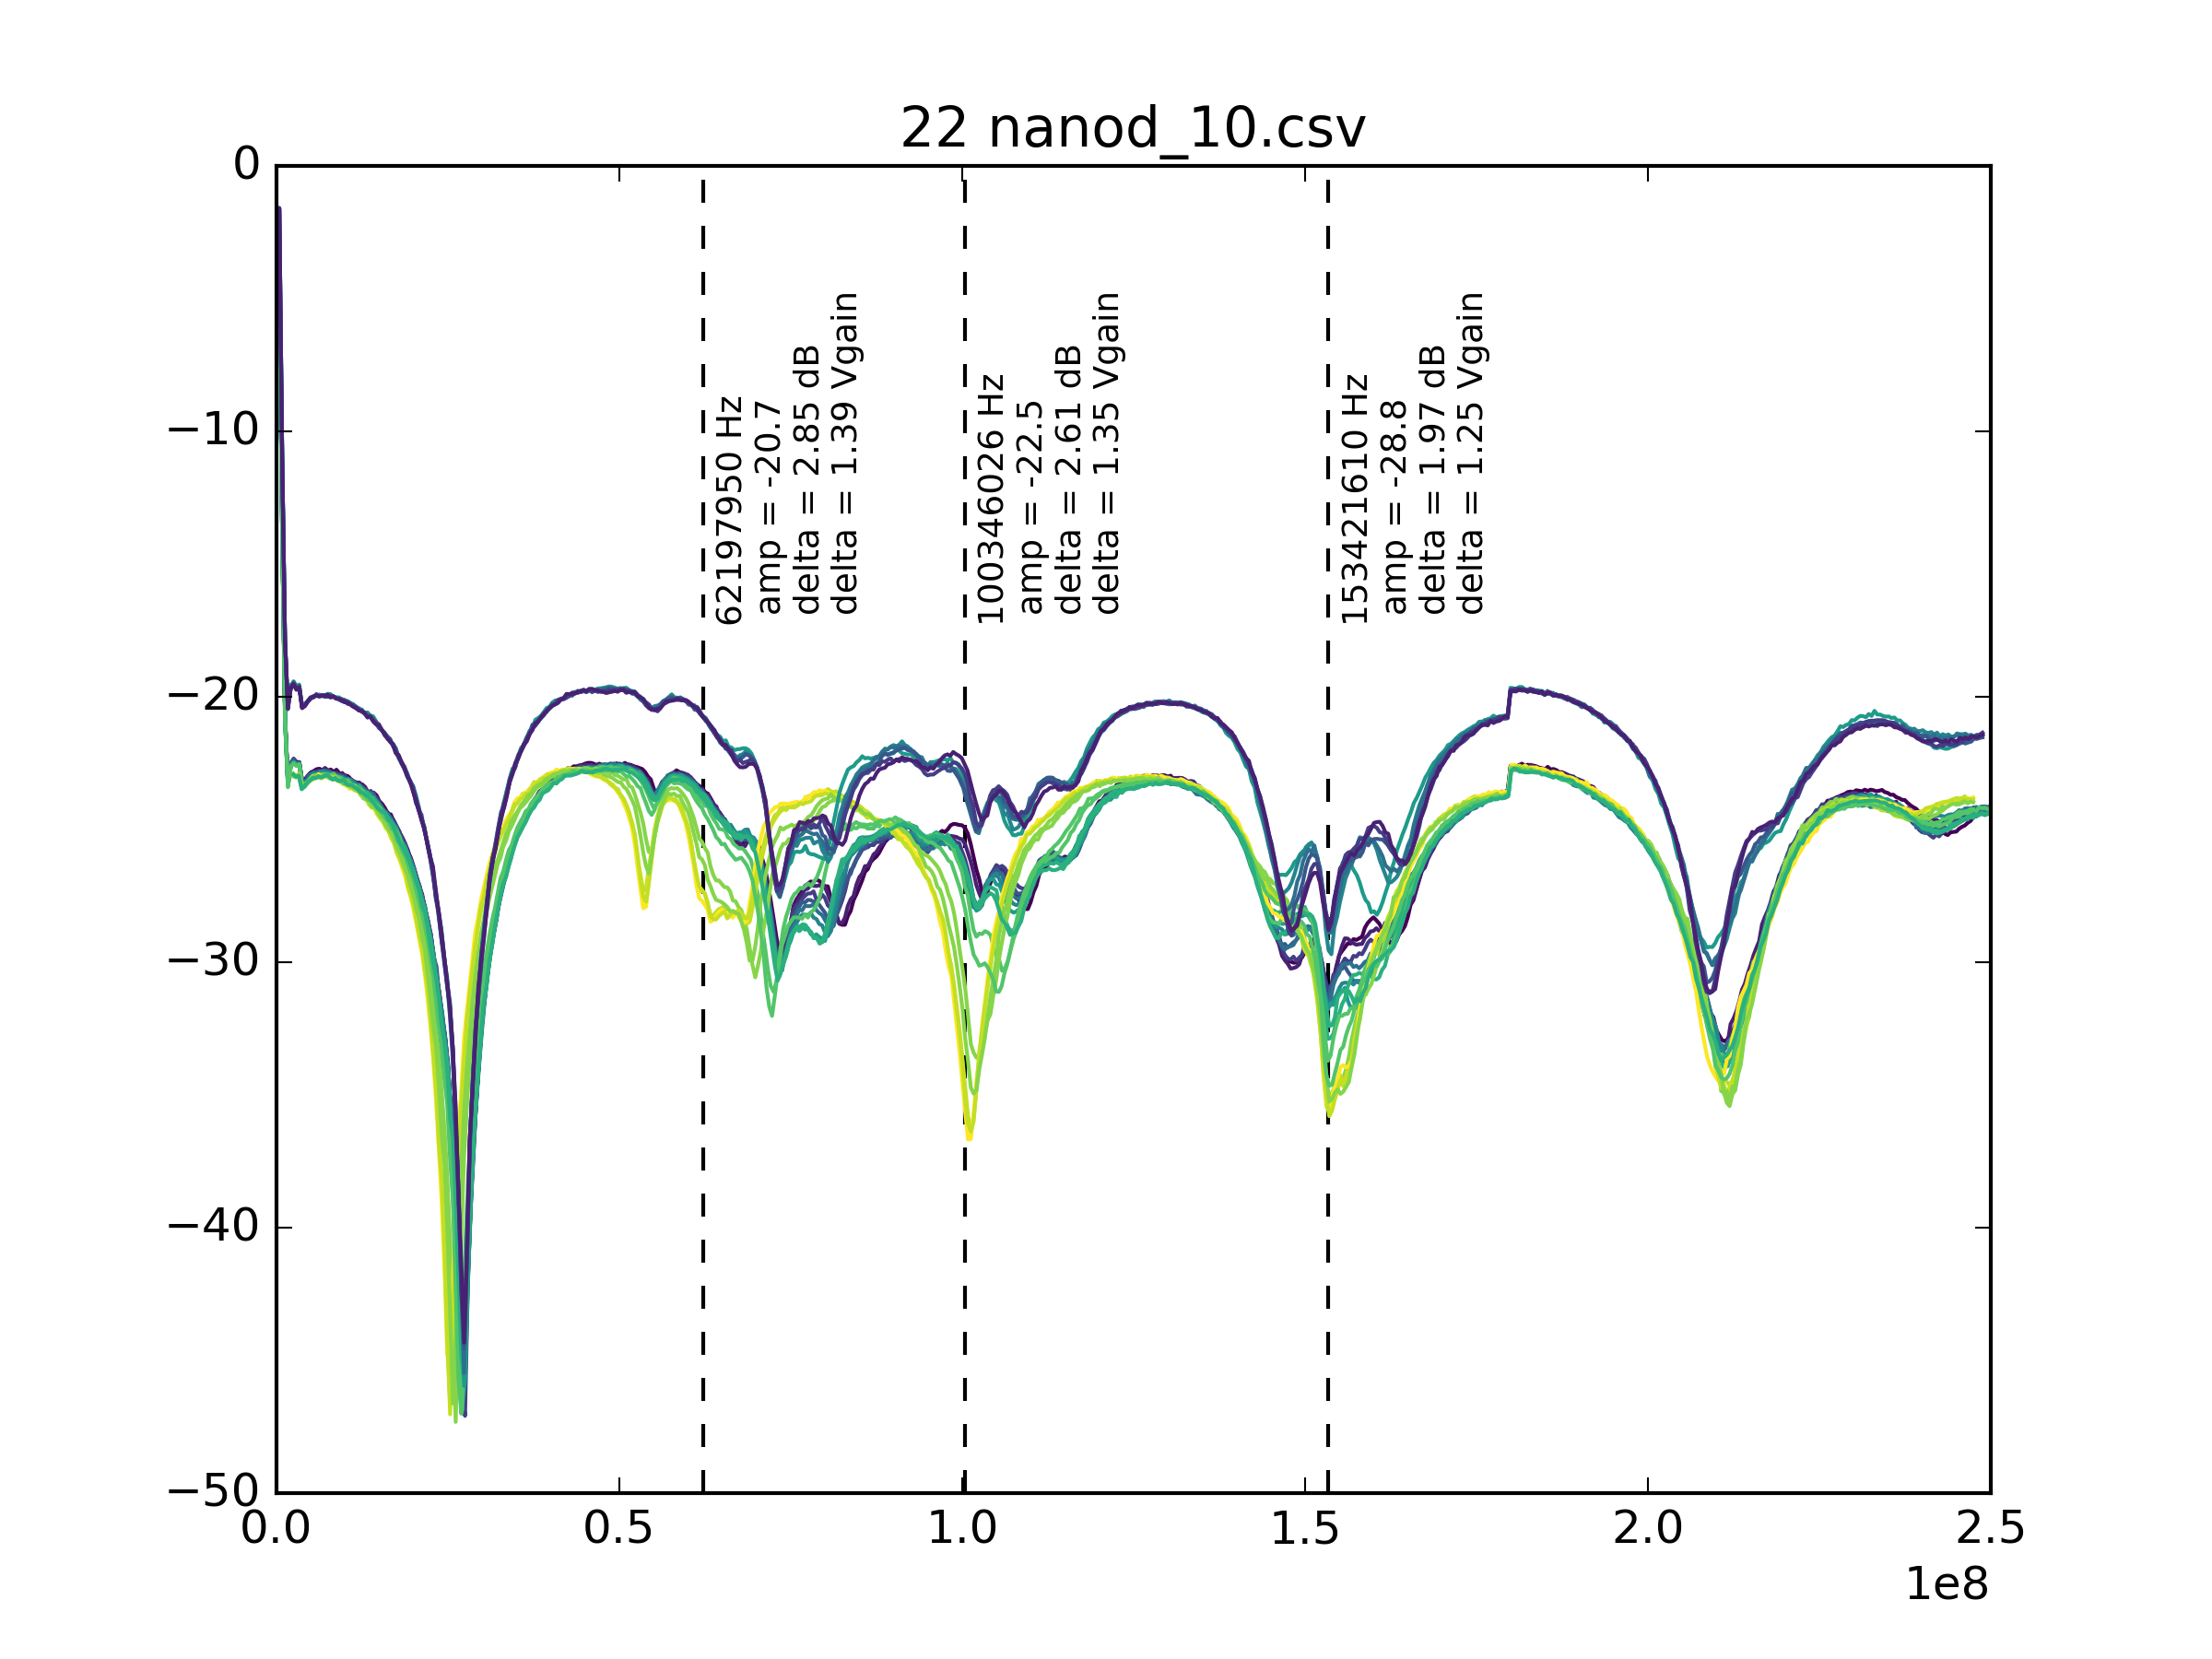 22 nanod_10.csv
0
−10
−20
−30
−40
−50
62197950 Hz
amp = -20.7
delta = 2.85 dB
delta = 1.39 Vgain
100346026 Hz
amp = -22.5
delta = 2.61 dB
delta = 1.35 Vgain
153421610 Hz
amp = -28.8
delta = 1.97 dB
delta = 1.25 Vgain
0.0 0.5 1.0 1.5 2.0 2.5
1e8